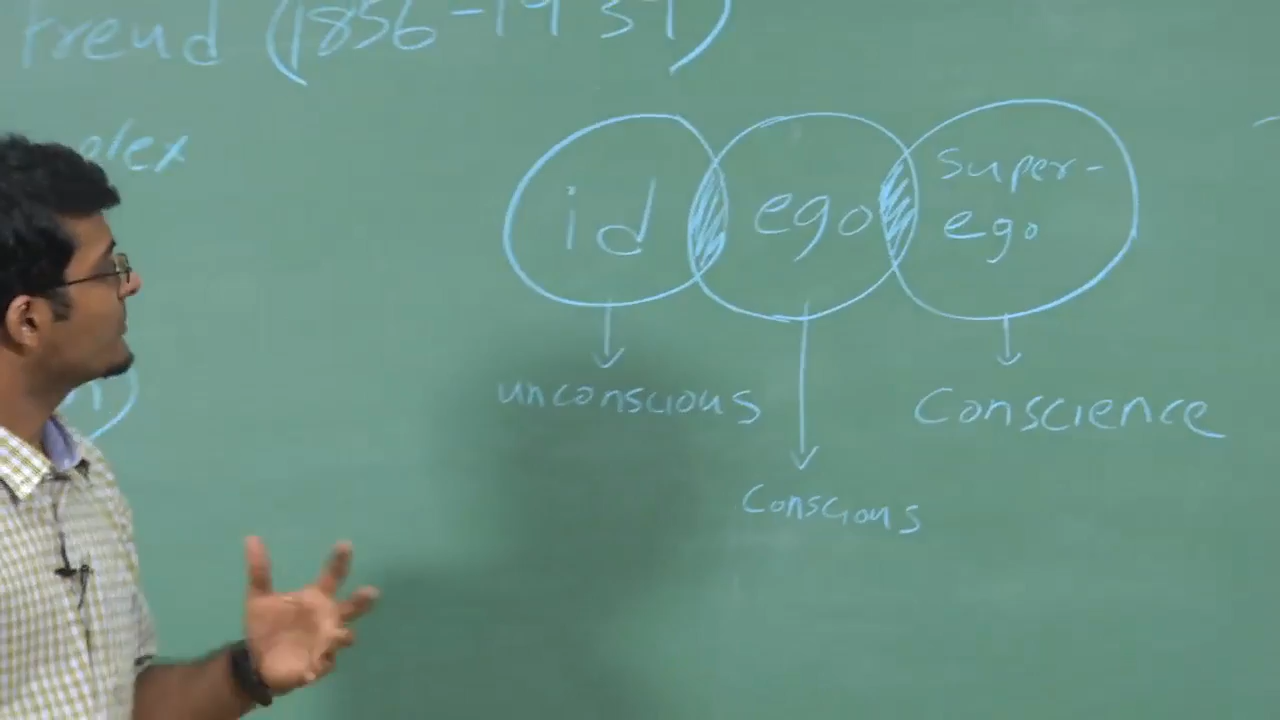 freud (1856-1939)
id
ego
super-
ego
unconscious
Conscience
Conscious